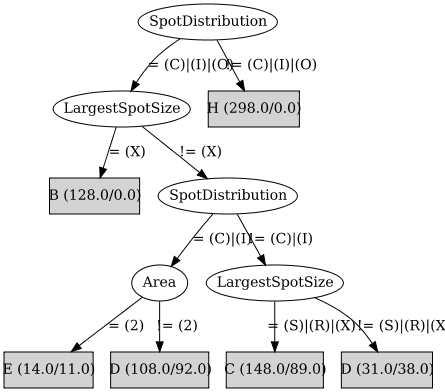 SpotDistribution
= (C)|(I)|(O)
!= (C)|(I)|(O)
LargestSpotSize
H (298.0/0.0)
= (X)
!= (X)
B (128.0/0.0)
SpotDistribution
= (C)|(I)
!= (C)|(I)
Area
LargestSpotSize
= (2)
!= (2)
= (S)|(R)|(X)
!= (S)|(R)|(X
E (14.0/11.0)
D (108.0/92.0)
C (148.0/89.0)
D (31.0/38.0)